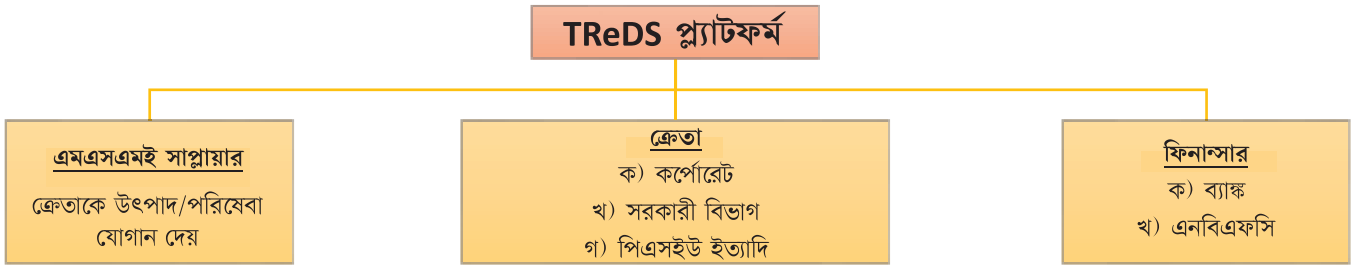 TReDS প্ল্যাটফর্ম
এমএসএমই সাপ্লায়ার
ক্রেতাকে উৎপাদ/পরিষেবা
যোগান দেয়
ক্রেতা
ক) কর্পোরেট
খ) সরকারী বিভাগ
গ) পিএসইউ ইত্যাদি
ফিনান্সার
ক) ব্যাঙ্ক
খ) এনবিএফসি